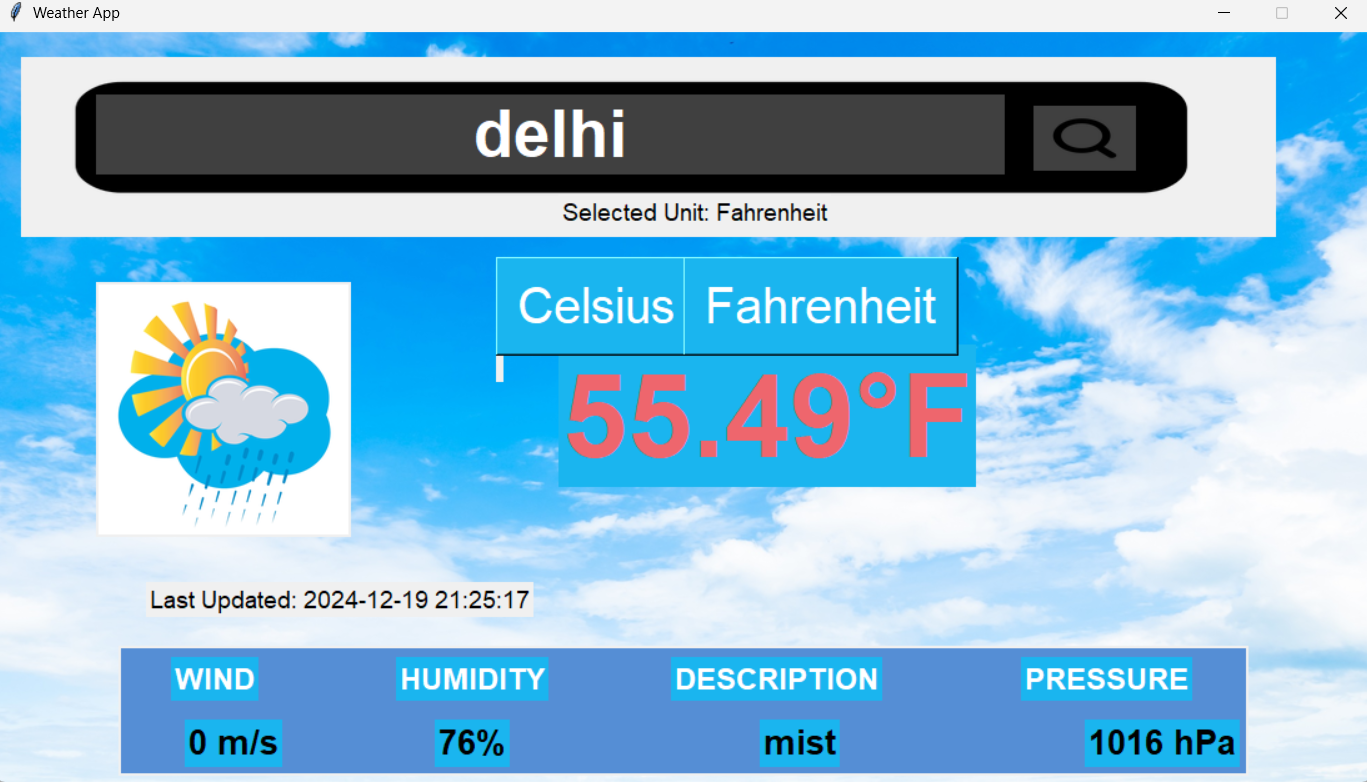 Weather App
delhi
Selected Unit: Fahrenheit
Celsius Fahrenheit
55.49°F
Last Updated: 2024-12-19 21:25:17
WIND HUMIDITY DESCRIPTION PRESSURE
0 m/s 76% mist 1016 hPa